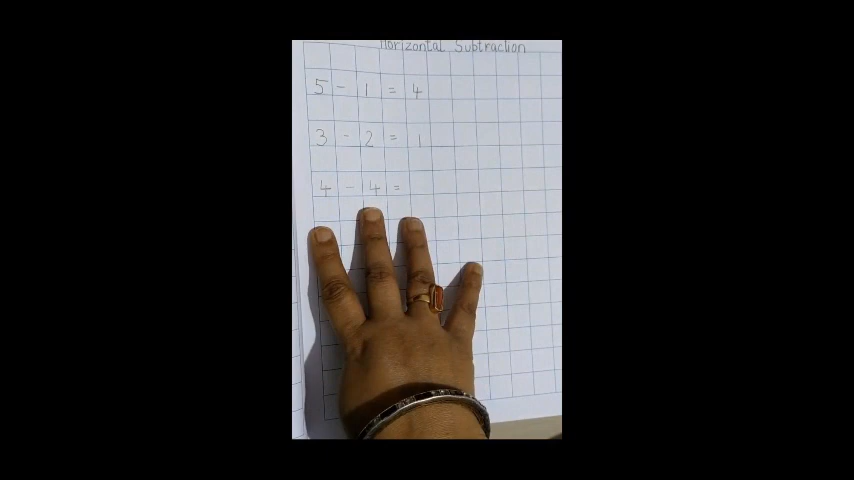 Horizontal Subtraction
5 - 1 = 4
3 - 2 = 1
4 - 4 =